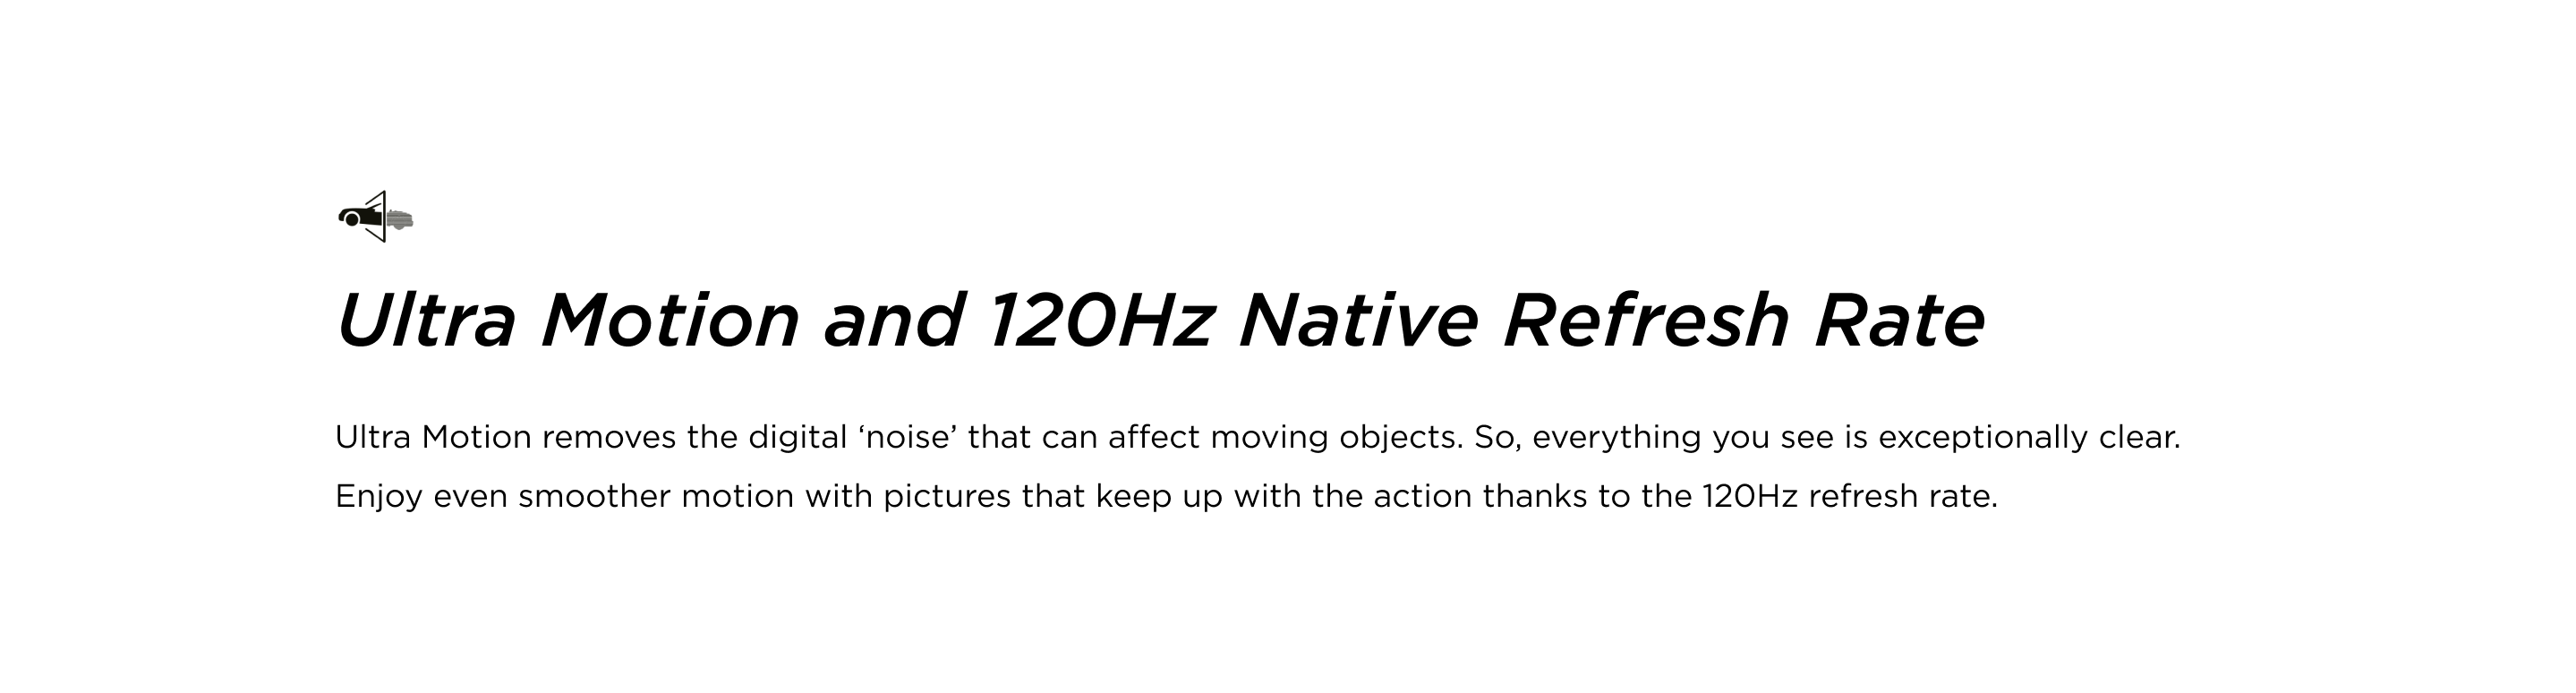 Ultra Motion and 120Hz Native Refresh Rate
Ultra Motion removes the digital ‘noise’ that can affect moving objects. So, everything you see is exceptionally clear.
Enjoy even smoother motion with pictures that keep up with the action thanks to the 120Hz refresh rate.